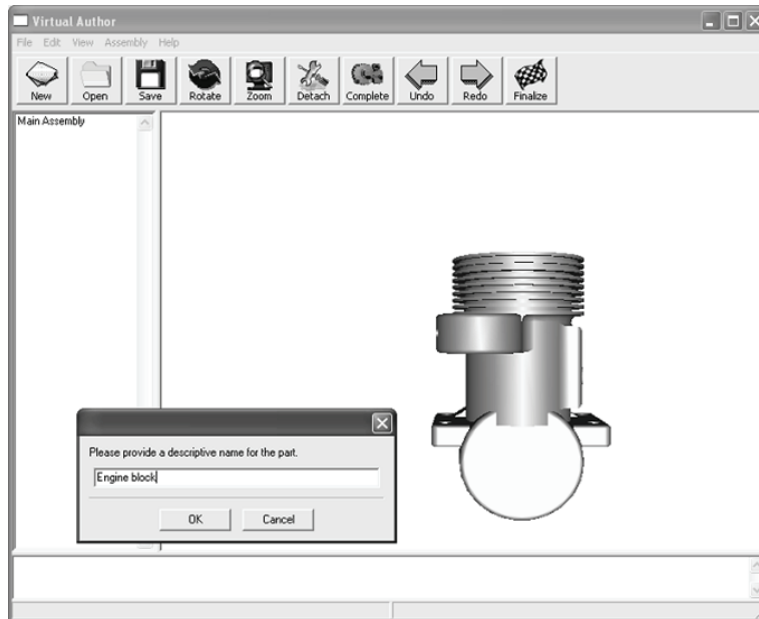 Virtual Author
File Edit View Assembly Help
New Open Save Rotate Zoom Detach Complete Undo Redo Finalize
Main Assembly
Please provide a descriptive name for the part.
Engine block
OK Cancel